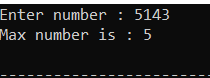 Enter number : 5143
Max number is : 5
--------------------------